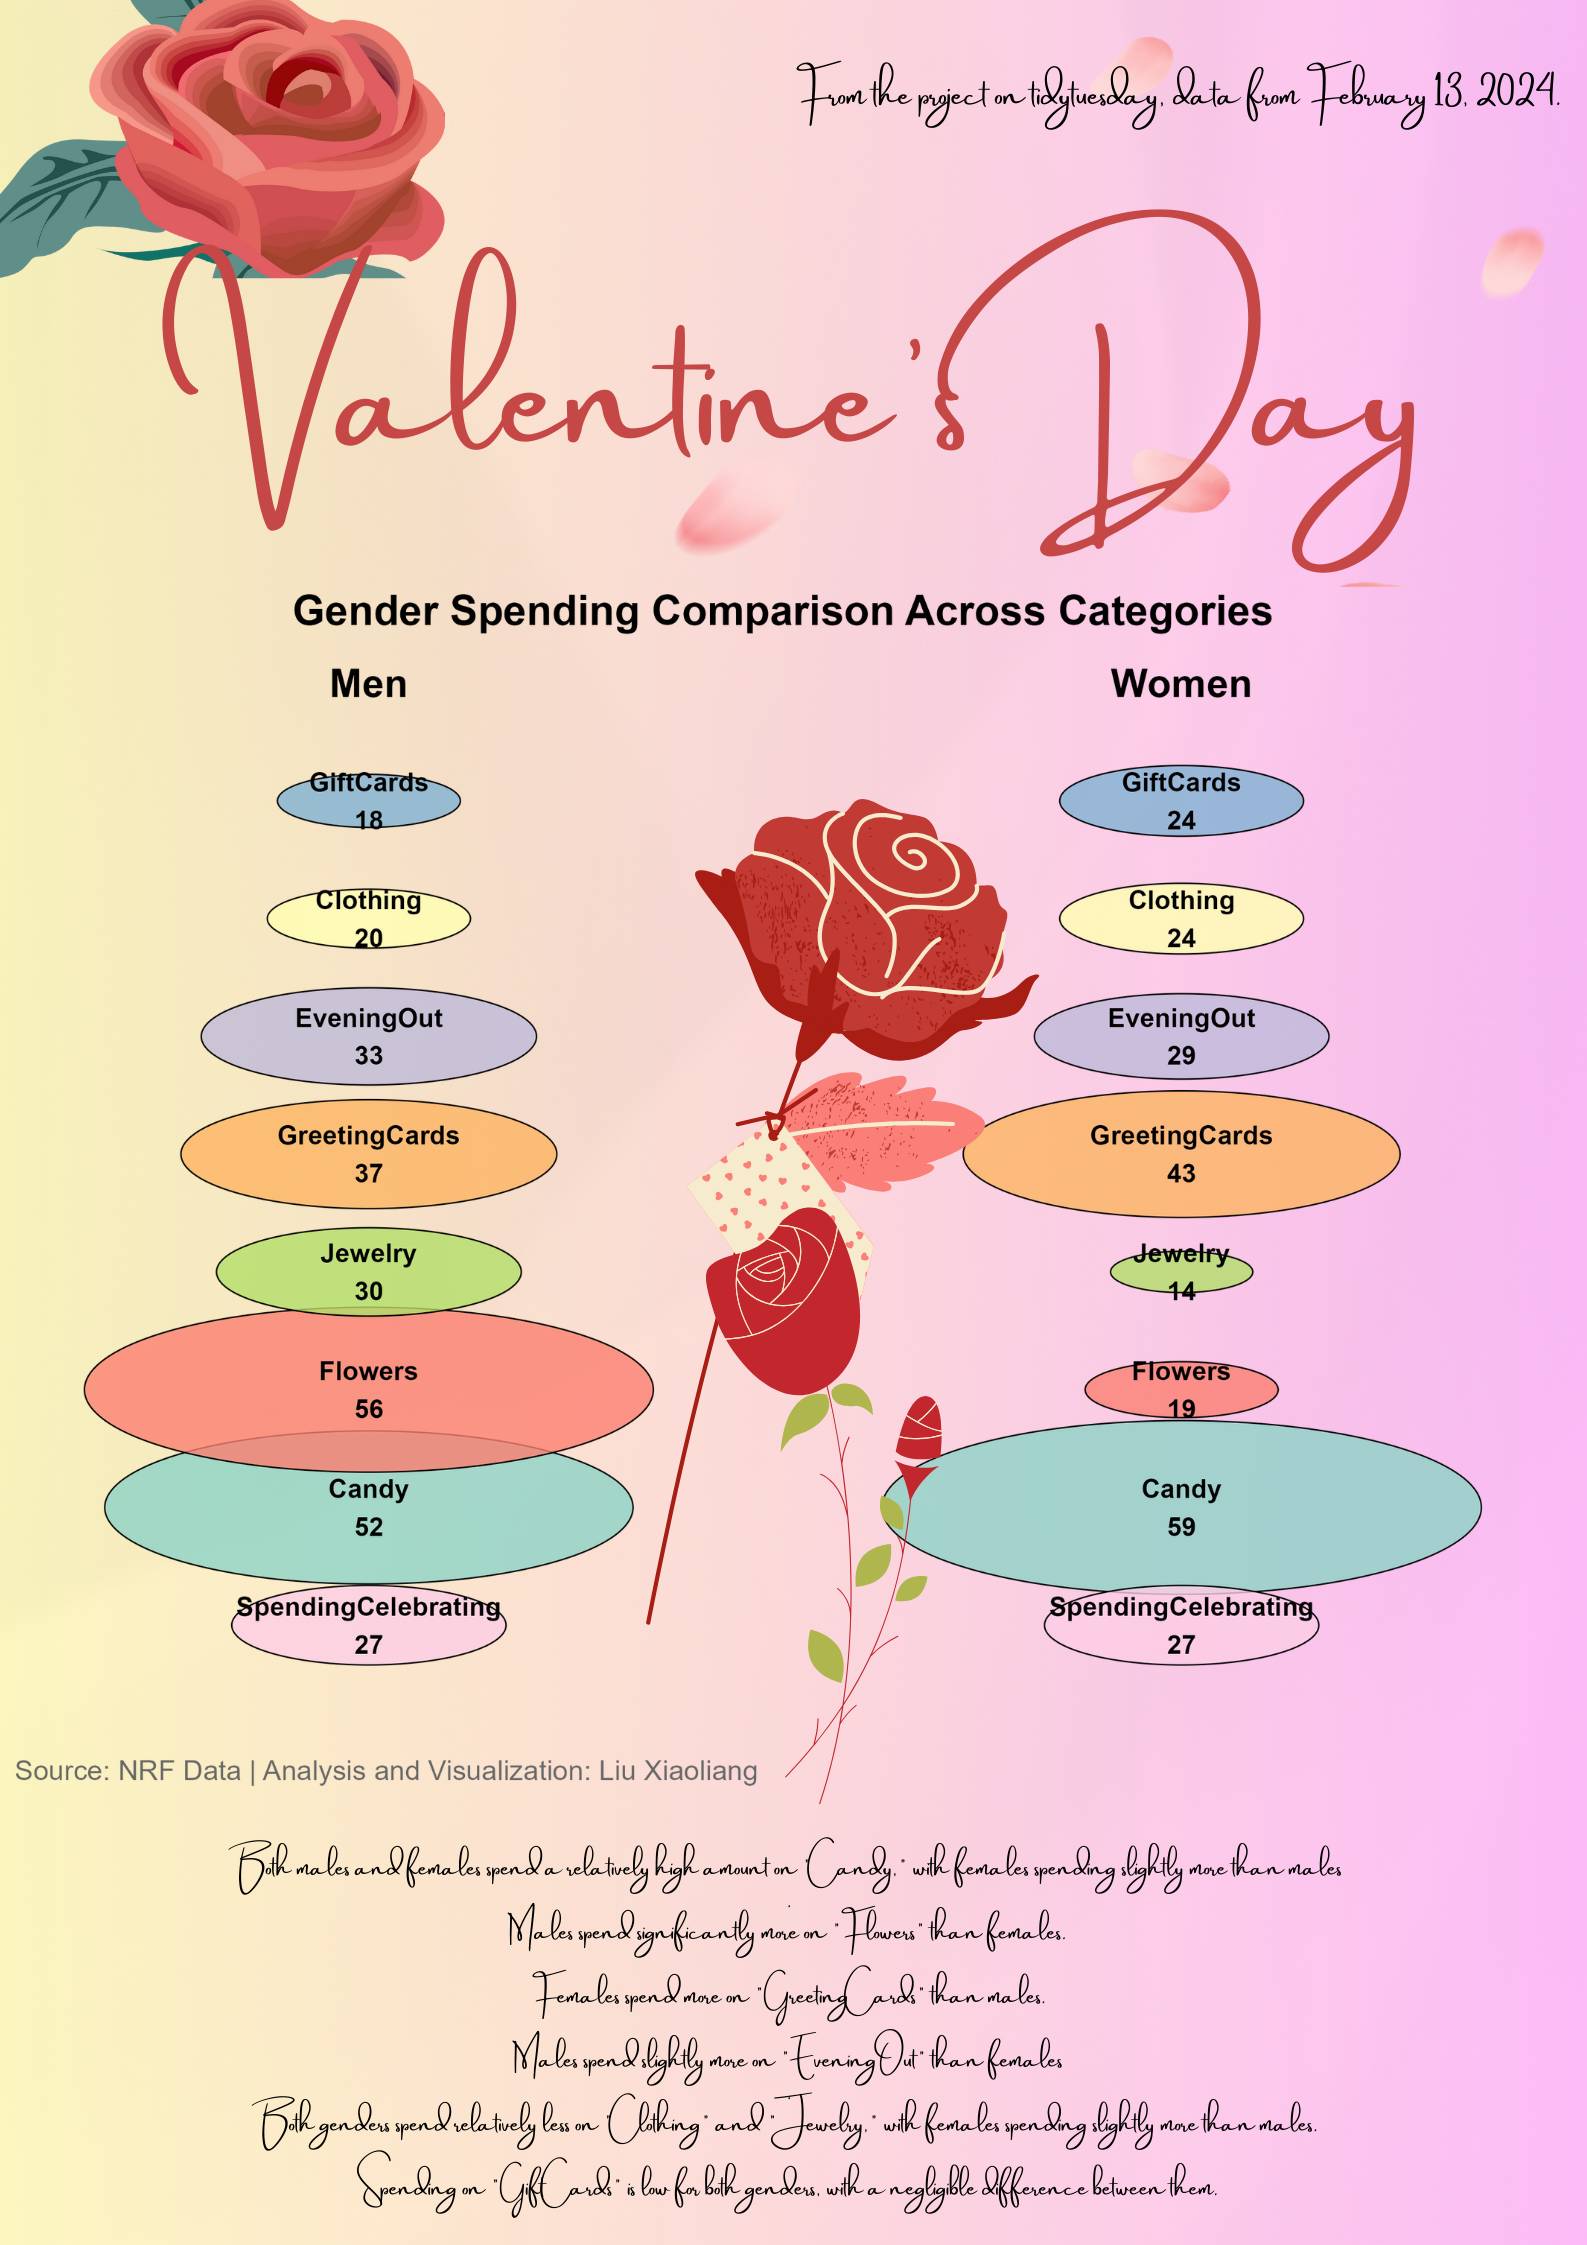 From the project on tidytuesday, data from February 13, 2024.
Valentine's Day
Gender Spending Comparison Across Categories
Men
Women
GiftCards
18
GiftCards
24
Clothing
20
Clothing
24
EveningOut
33
EveningOut
29
GreetingCards
37
GreetingCards
43
Jewelry
30
Jewelry
14
Flowers
56
Flowers
19
Candy
52
Candy
59
SpendingCelebrating
27
SpendingCelebrating
27
Source: NRF Data | Analysis and Visualization: Liu Xiaoliang
Both males and females spend a relatively high amount on "Candy," with females spending slightly more than males
.
Males spend significantly more on "Flowers" than females.
Females spend more on "GreetingCards" than males.
Males spend slightly more on "EveningOut" than females
Both genders spend relatively less on "Clothing" and "Jewelry," with females spending slightly more than males.
Spending on "GiftCards" is low for both genders, with a negligible difference between them.